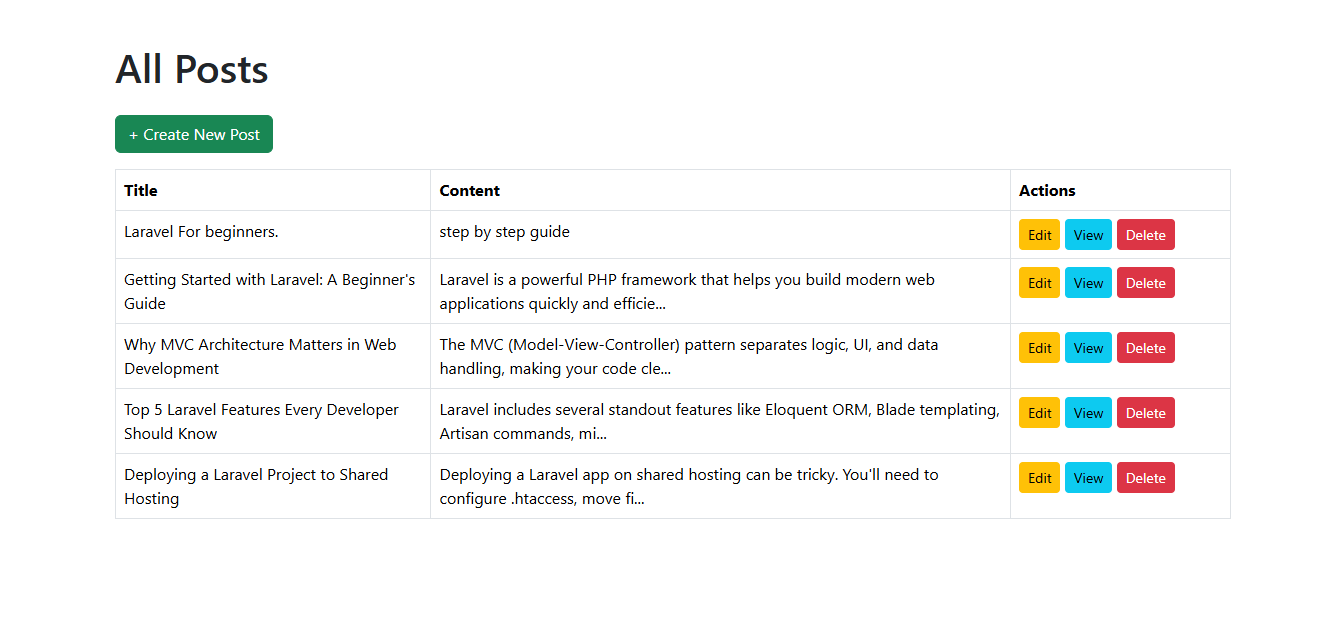 All Posts
+ Create New Post
Title Content Actions
Laravel For beginners. step by step guide Edit View Delete
Getting Started with Laravel: A Beginner's Laravel is a powerful PHP framework that helps you build modern web Edit View Delete
Guide applications quickly and efficie...
Why MVC Architecture Matters in Web The MVC (Model-View-Controller) pattern separates logic, UI, and data Edit View Delete
Development handling, making your code cle...
Top 5 Laravel Features Every Developer Laravel includes several standout features like Eloquent ORM, Blade templating, Edit View Delete
Should Know Artisan commands, mi...
Deploying a Laravel Project to Shared Deploying a Laravel app on shared hosting can be tricky. You'll need to Edit View Delete
Hosting configure .htaccess, move fi...